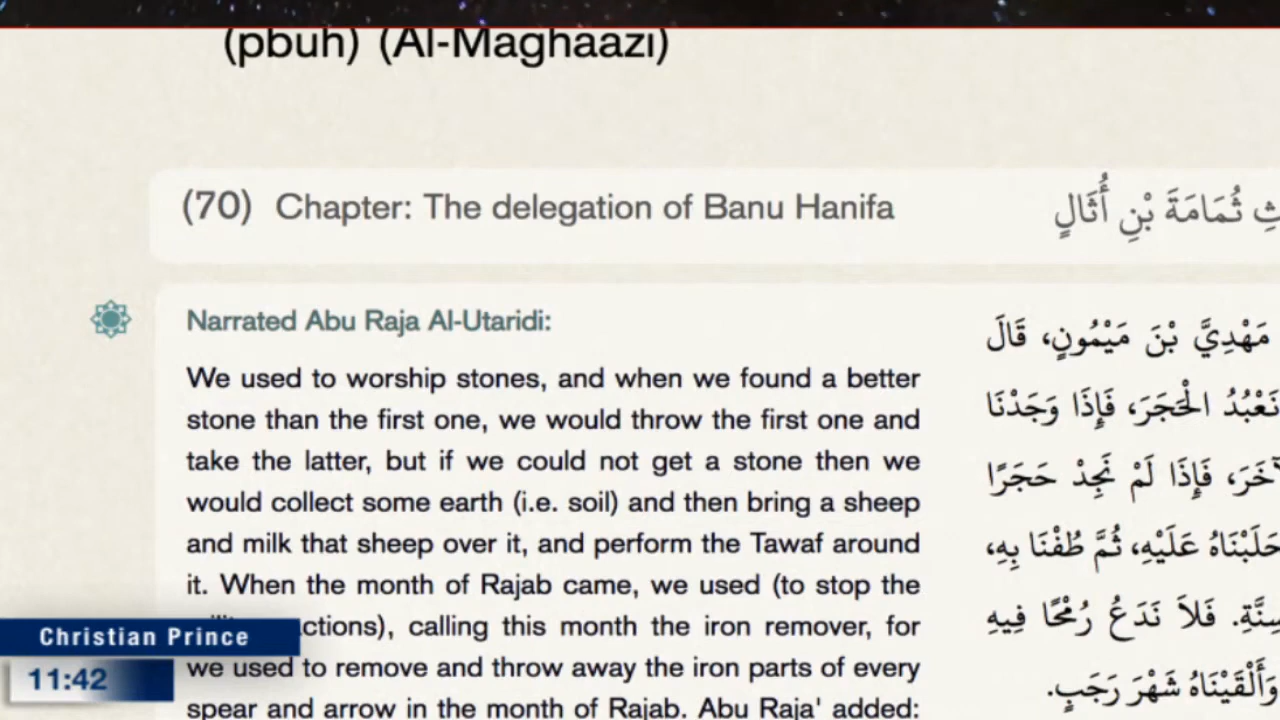 (pbuh) (Al-Maghaazi)
(70) Chapter: The delegation of Banu Hanifa
ثُمَامَةَ بْنِ أُثَالٍ
Narrated Abu Raja Al-Utaridi:
We used to worship stones, and when we found a better
stone than the first one, we would throw the first one and
take the latter, but if we could not get a stone then we
would collect some earth (i.e. soil) and then bring a sheep
and milk that sheep over it, and perform the Tawaf around
it. When the month of Rajab came, we used (to stop the
ctions), calling this month the iron remover, for
we used to remove and throw away the iron parts of every
spear and arrow in the month of Rajab. Abu Raja' added:
مَهْدِيَّ بْنَ مَيْمُونٍ، قَالَ
نَعْبُدُ الْحَجَرَ، فَإِذَا وَجَدْنَا
فَإِذَا لَمْ نَجِدْ حَجَرًا
حَلَبْنَاهُ عَلَيْهِ، ثُمَّ طُفْنَا بِهِ،
فَلاَ نَدَعُ رُمْحًا فِيهِ
وَأَلْقَيْنَاهُ شَهْرَ رَجَبٍ.
Christian Prince
11:42